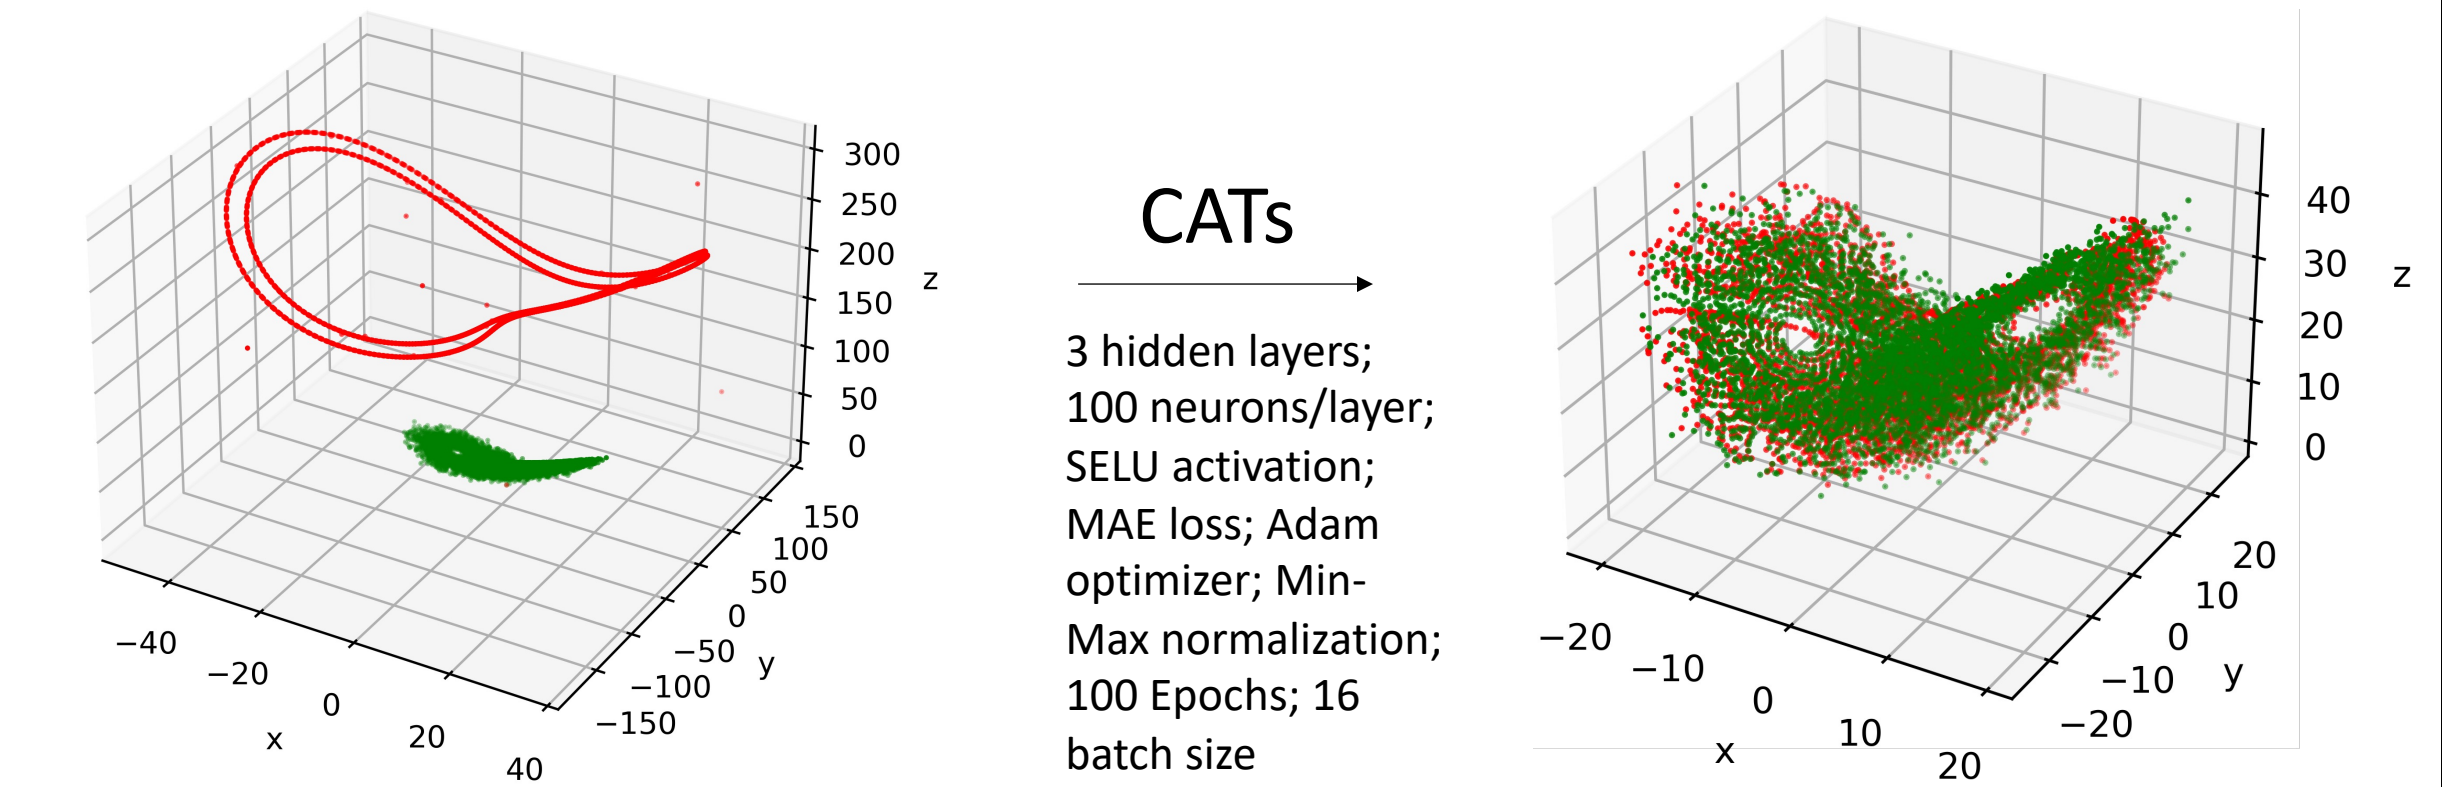 300
250
200
z
150
100
50
0
150
100
50
0
−50
y
−100
−150
−40
−20
0
x
20
40
CATs
3 hidden layers;
100 neurons/layer;
SELU activation;
MAE loss; Adam
optimizer; Min-
Max normalization;
100 Epochs; 16
batch size
40
30
z
20
10
0
20
10
0
y
−10
−20
−20
−10
0
x
10
20